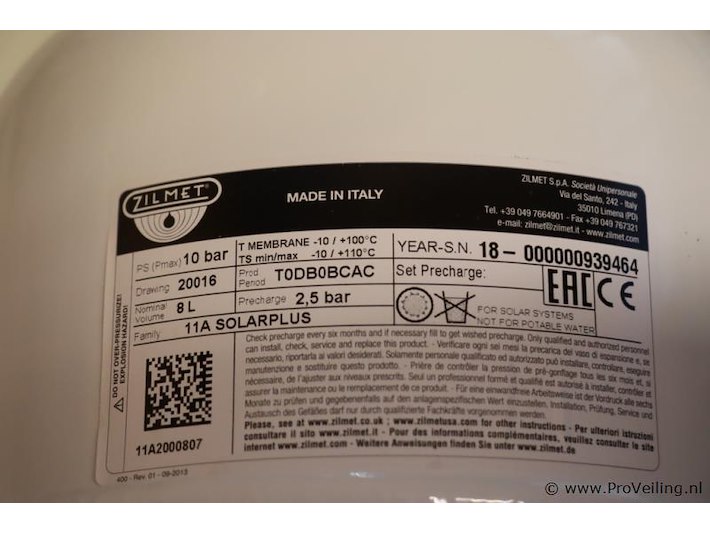 ZILMET®
MADE IN ITALY
ZILMET S.p.A. Società Unipersonale
Via del Santo, 242 - Italy
35010 Limena (PD)
Tel. +39 049 7664901 - Fax +39 049 767321
e-mail: zilmet@zilmet.it - www.zilmet.com
PS (Pmax) 10 bar
T MEMBRANE -10 / +100°C
TS min/max -10 / +110°C
YEAR-S.N. 18 – 000000939464
Drawing 20016
Prod Period T0DB0BCAC
Set Precharge:
EAC CE
Nominal Volume 8 L
Precharge 2,5 bar
FOR SOLAR SYSTEMS
NOT FOR POTABLE WATER
Family 11A SOLARPLUS
⚠ DO NOT OVER-PRESSURIZE!
EXPLOSION HAZARD!
Check precharge every six months and if necessary fill to get wished precharge. Only qualified and authorized personnel
can install, check, service and replace this product. - Verificare ogni sei mesi la precarica del vaso di espansione e, se
necessario, riportarla ai valori desiderati. Solamente personale qualificato ed autorizzato può installare, controllare, eseguire
manutenzione e sostituire questo prodotto. - Prière de contrôler la pression de pré-gonflage tous les six mois et, si
nécessaire, de l'ajuster aux niveaux prescrits. Seul un professionnel formé et qualifié est autorisé à installer, contrôler et
assurer la maintenance ou le remplacement de ce produit. - Für eine einwandfreie Arbeitsweise ist der Vordruck alle sechs
Monate zu prüfen und gegebenenfalls auf den anlagenspezifischen Wert einzustellen. Installation, Prüfung, Service und
Austausch des Gefäßes darf nur durch qualifizierte Fachkräfte vorgenommen werden.
Please, see at www.zilmet.co.uk ; www.zilmetusa.com for other instructions - Per ulteriori istruzioni
consultare il sito www.zilmet.it - Pour des informations complémentaires, veuillez consulter le site
internet www.zilmet.com - Weitere Anweisungen finden Sie unter www.zilmet.de
11A2000807
400 - Rev. 01 - 09-2013
© www.ProVeiling.nl